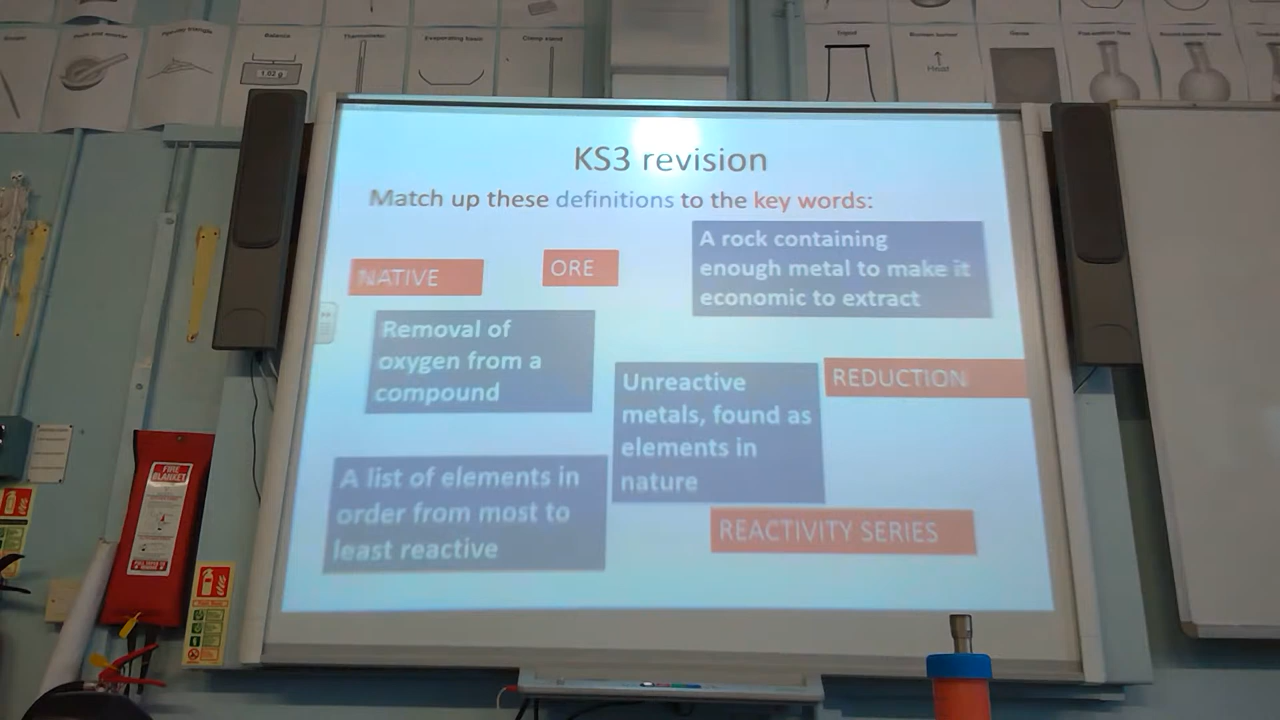 Balance
Thermometer
Evaporating basin
Clamp stand
Tripod
Bunsen burner
Gauze
1.02 g
Heat
KS3 revision
Match up these definitions to the key words:
NATIVE
ORE
A rock containing
enough metal to make it
economic to extract
Removal of
oxygen from a
compound
Unreactive
metals, found as
elements in
nature
REDUCTION
A list of elements in
order from most to
least reactive
REACTIVITY SERIES
FIRE
BLANKET